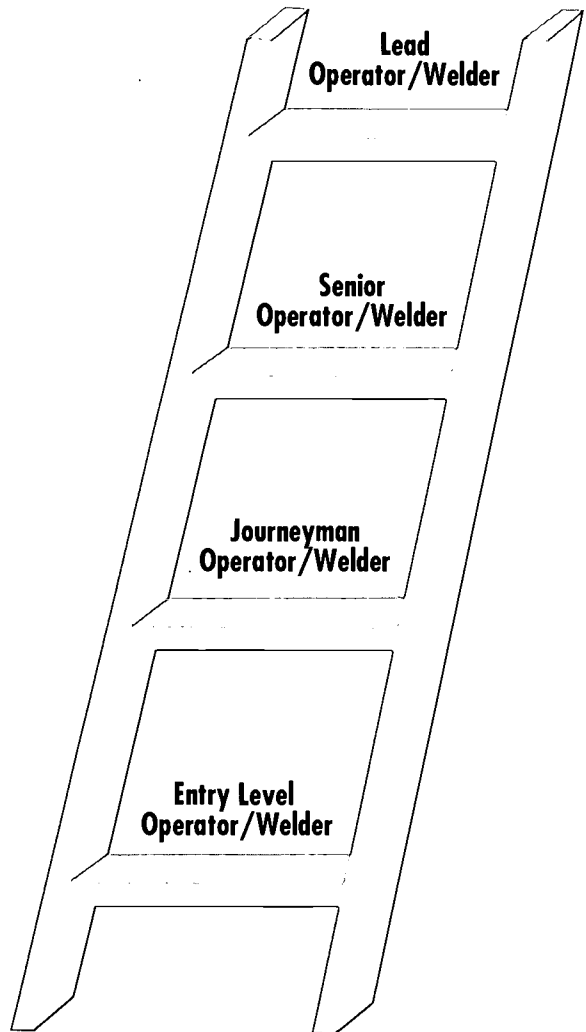 Lead
Operator/Welder
Senior
Operator/Welder
Journeyman
Operator/Welder
Entry Level
Operator/Welder